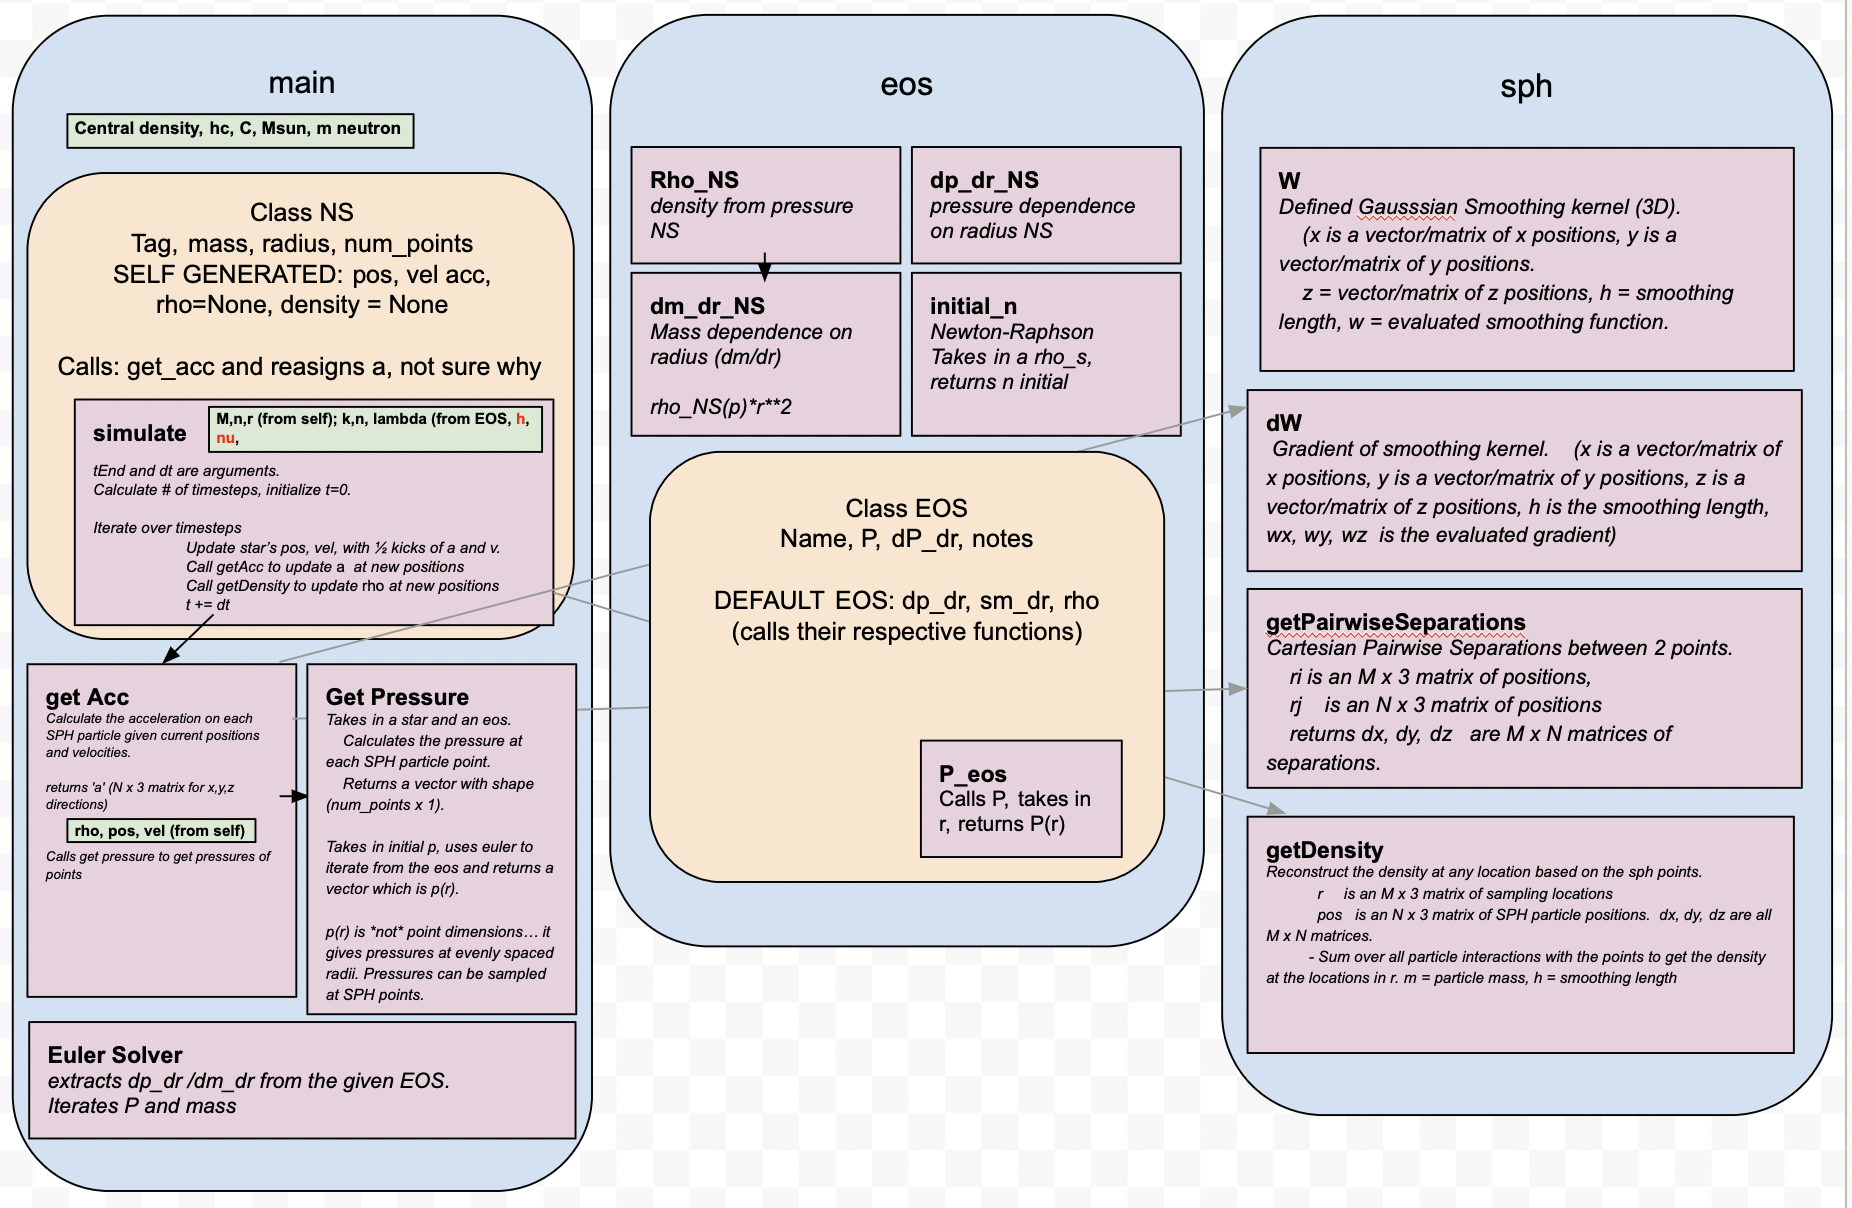 main
Central density, hc, C, Msun, m neutron
Class NS
Tag, mass, radius, num_points
SELF GENERATED: pos, vel acc,
rho=None, density = None
Calls: get_acc and reasigns a, not sure why
simulate
M,n,r (from self); k,n, lambda (from EOS, h,
nu,
tEnd and dt are arguments.
Calculate # of timesteps, initialize t=0.
Iterate over timesteps
Update star's pos, vel, with ½ kicks of a and v.
Call getAcc to update a at new positions
Call getDensity to update rho at new positions
t += dt
get Acc
Calculate the acceleration on each
SPH particle given current positions
and velocities.
returns 'a' (N x 3 matrix for x,y,z
directions)
rho, pos, vel (from self)
Calls get pressure to get pressures of
points
Get Pressure
Takes in a star and an eos.
Calculates the pressure at
each SPH particle point.
Returns a vector with shape
(num_points x 1).
Takes in initial p, uses euler to
iterate from the eos and returns a
vector which is p(r).
p(r) is *not* point dimensions… it
gives pressures at evenly spaced
radii. Pressures can be sampled
at SPH points.
Euler Solver
extracts dp_dr /dm_dr from the given EOS.
Iterates P and mass
eos
Rho_NS
density from pressure
NS
dp_dr_NS
pressure dependence
on radius NS
dm_dr_NS
Mass dependence on
radius (dm/dr)
rho_NS(p)*r**2
initial_n
Newton-Raphson
Takes in a rho_s,
returns n initial
Class EOS
Name, P, dP_dr, notes
DEFAULT EOS: dp_dr, sm_dr, rho
(calls their respective functions)
P_eos
Calls P, takes in
r, returns P(r)
sph
W
Defined Gausssian Smoothing kernel (3D).
(x is a vector/matrix of x positions, y is a
vector/matrix of y positions.
z = vector/matrix of z positions, h = smoothing
length, w = evaluated smoothing function.
dW
Gradient of smoothing kernel. (x is a vector/matrix of
x positions, y is a vector/matrix of y positions, z is a
vector/matrix of z positions, h is the smoothing length,
wx, wy, wz is the evaluated gradient)
getPairwiseSeparations
Cartesian Pairwise Separations between 2 points.
ri is an M x 3 matrix of positions,
rj is an N x 3 matrix of positions
returns dx, dy, dz are M x N matrices of
separations.
getDensity
Reconstruct the density at any location based on the sph points.
r is an M x 3 matrix of sampling locations
pos is an N x 3 matrix of SPH particle positions. dx, dy, dz are all
M x N matrices.
- Sum over all particle interactions with the points to get the density
at the locations in r. m = particle mass, h = smoothing length